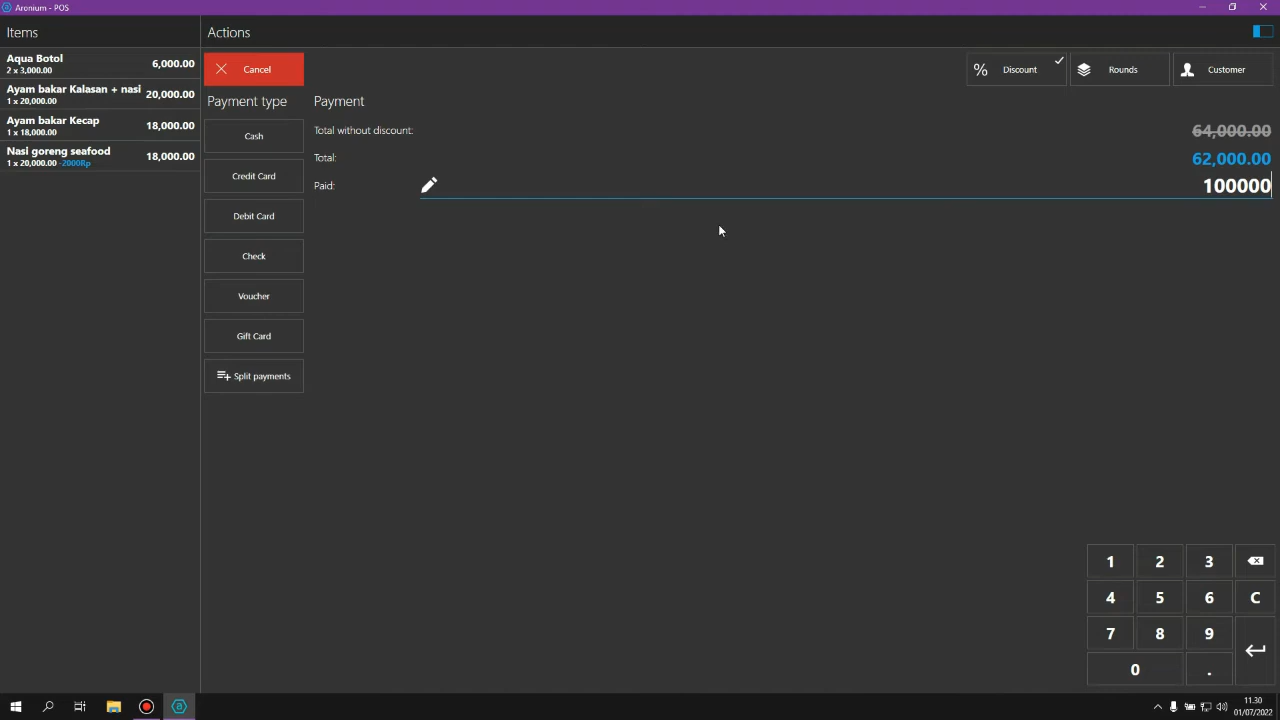 Aronium - POS
Items
Actions
Aqua Botol
2 x 3,000.00
6,000.00
Ayam bakar Kalasan + nasi
1 x 20,000.00
20,000.00
Ayam bakar Kecap
1 x 18,000.00
18,000.00
Nasi goreng seafood
1 x 20,000.00 -2000Rp
18,000.00
Cancel
Discount
Rounds
Customer
Payment type
Cash
Credit Card
Debit Card
Check
Voucher
Gift Card
Split payments
Payment
Total without discount:
64,000.00
Total:
62,000.00
Paid:
100000
1 2 3
4 5 6 C
7 8 9
0 .
11.30
01/07/2022